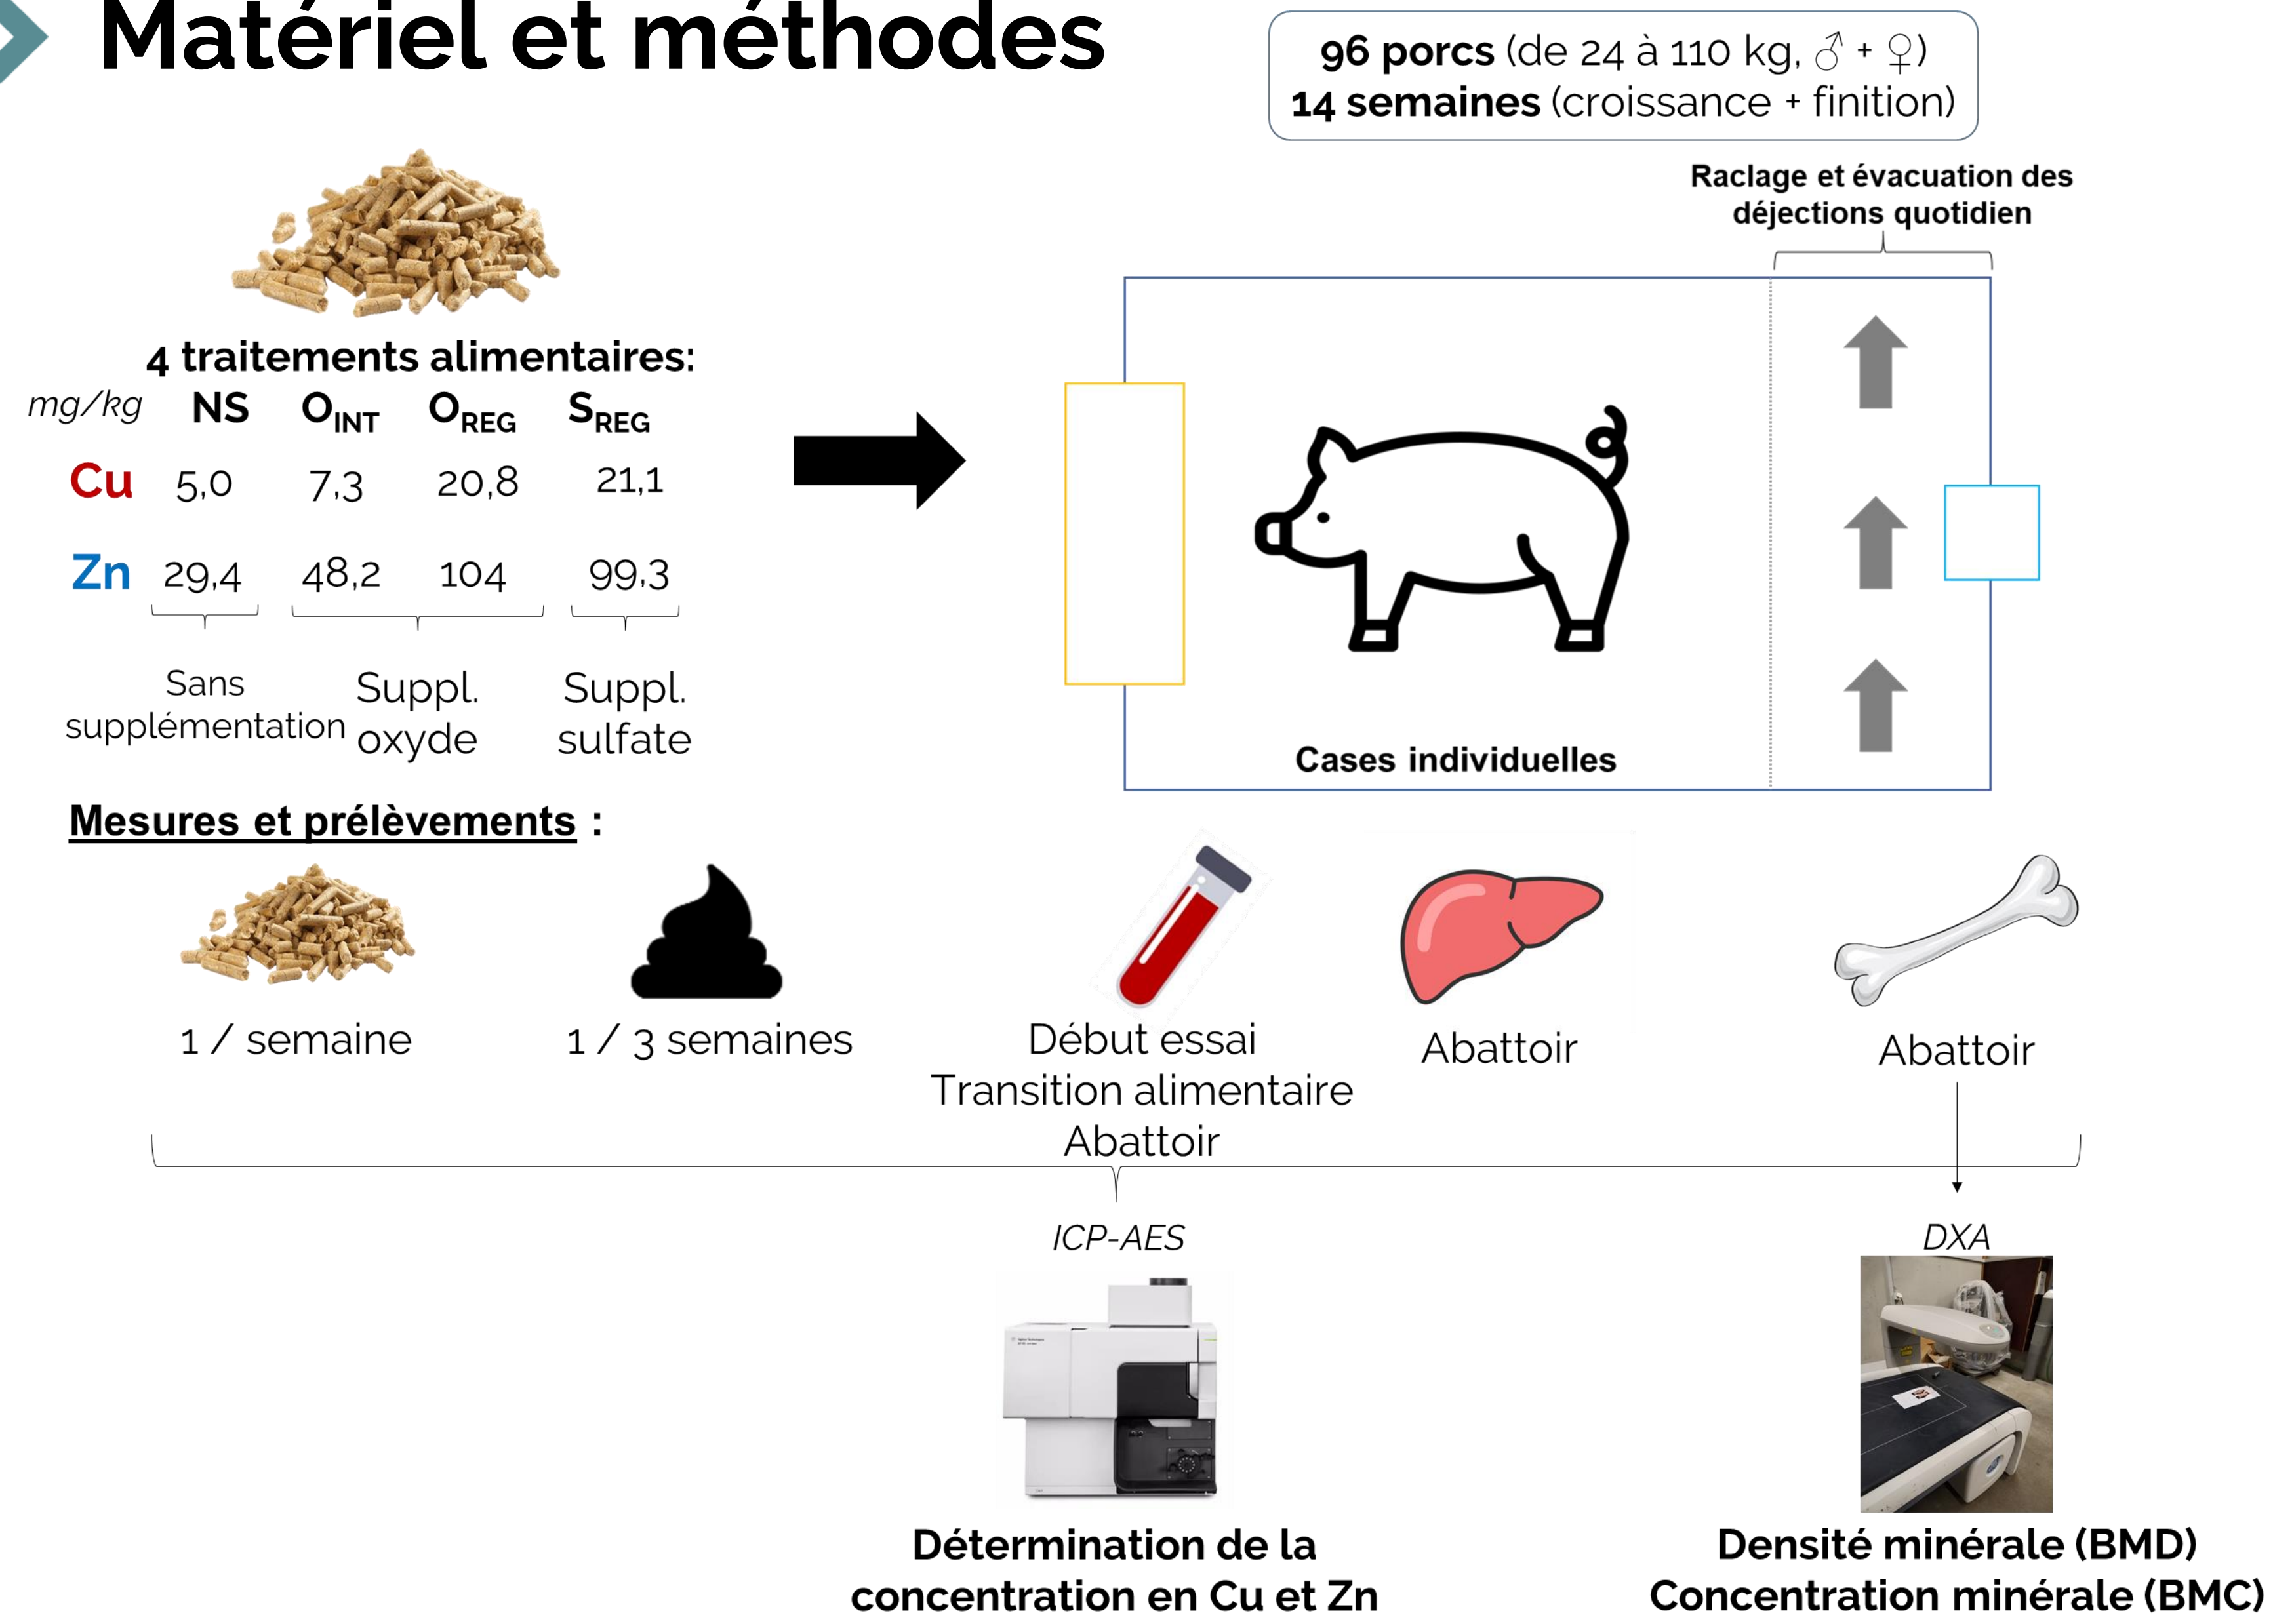 Matériel et méthodes
96 porcs (de 24 à 110 kg, ♂ + ♀)
14 semaines (croissance + finition)
Raclage et évacuation des
déjections quotidien
4 traitements alimentaires:
mg/kg NS OINT OREG SREG
Cu 5,0 7,3 20,8 21,1
Zn 29,4 48,2 104 99,3
Sans
supplémentation
Suppl.
oxyde
Suppl.
sulfate
Cases individuelles
Mesures et prélèvements :
1 / semaine
1 / 3 semaines
Début essai
Transition alimentaire
Abattoir
Abattoir
Abattoir
ICP-AES
DXA
Détermination de la
concentration en Cu et Zn
Densité minérale (BMD)
Concentration minérale (BMC)